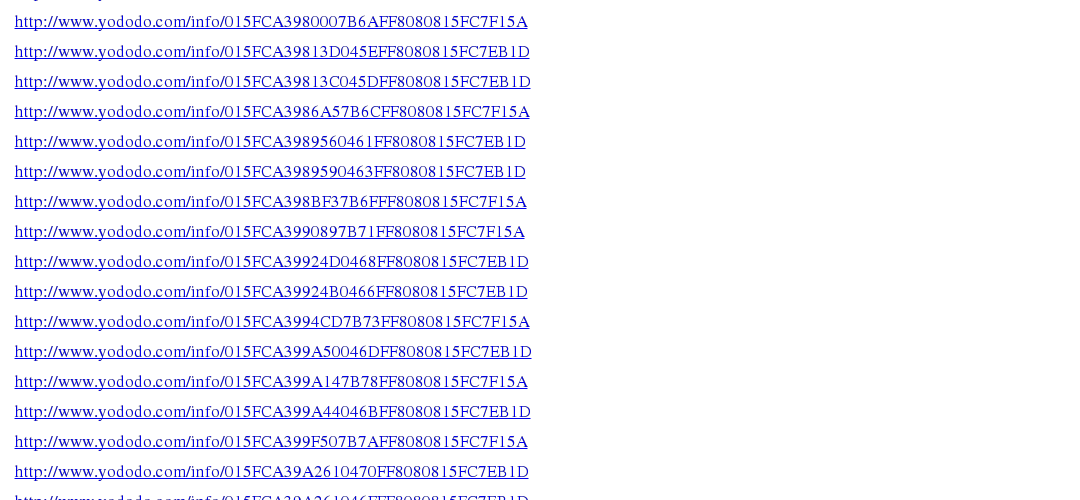 http://www.yododo.com/info/015FCA3980007B6AFF8080815FC7F15A
http://www.yododo.com/info/015FCA39813D045EFF8080815FC7EB1D
http://www.yododo.com/info/015FCA39813C045DFF8080815FC7EB1D
http://www.yododo.com/info/015FCA3986A57B6CFF8080815FC7F15A
http://www.yododo.com/info/015FCA3989560461FF8080815FC7EB1D
http://www.yododo.com/info/015FCA3989590463FF8080815FC7EB1D
http://www.yododo.com/info/015FCA398BF37B6FFF8080815FC7F15A
http://www.yododo.com/info/015FCA3990897B71FF8080815FC7F15A
http://www.yododo.com/info/015FCA39924D0468FF8080815FC7EB1D
http://www.yododo.com/info/015FCA39924B0466FF8080815FC7EB1D
http://www.yododo.com/info/015FCA3994CD7B73FF8080815FC7F15A
http://www.yododo.com/info/015FCA399A50046DFF8080815FC7EB1D
http://www.yododo.com/info/015FCA399A147B78FF8080815FC7F15A
http://www.yododo.com/info/015FCA399A44046BFF8080815FC7EB1D
http://www.yododo.com/info/015FCA399F507B7AFF8080815FC7F15A
http://www.yododo.com/info/015FCA39A2610470FF8080815FC7EB1D